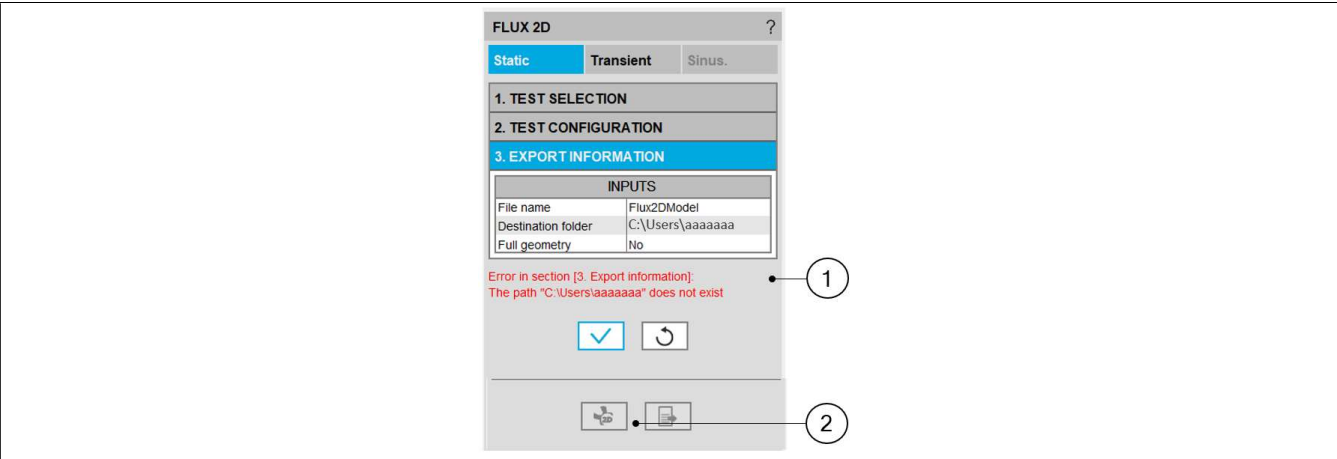 FLUX 2D ?
Static Transient Sinus.
1. TEST SELECTION
2. TEST CONFIGURATION
3. EXPORT INFORMATION
INPUTS
File name Flux2DModel
Destination folder C:\Users\aaaaaaa
Full geometry No
Error in section [3. Export information]:
The path "C:\Users\aaaaaaa" does not exist
1
2D
2